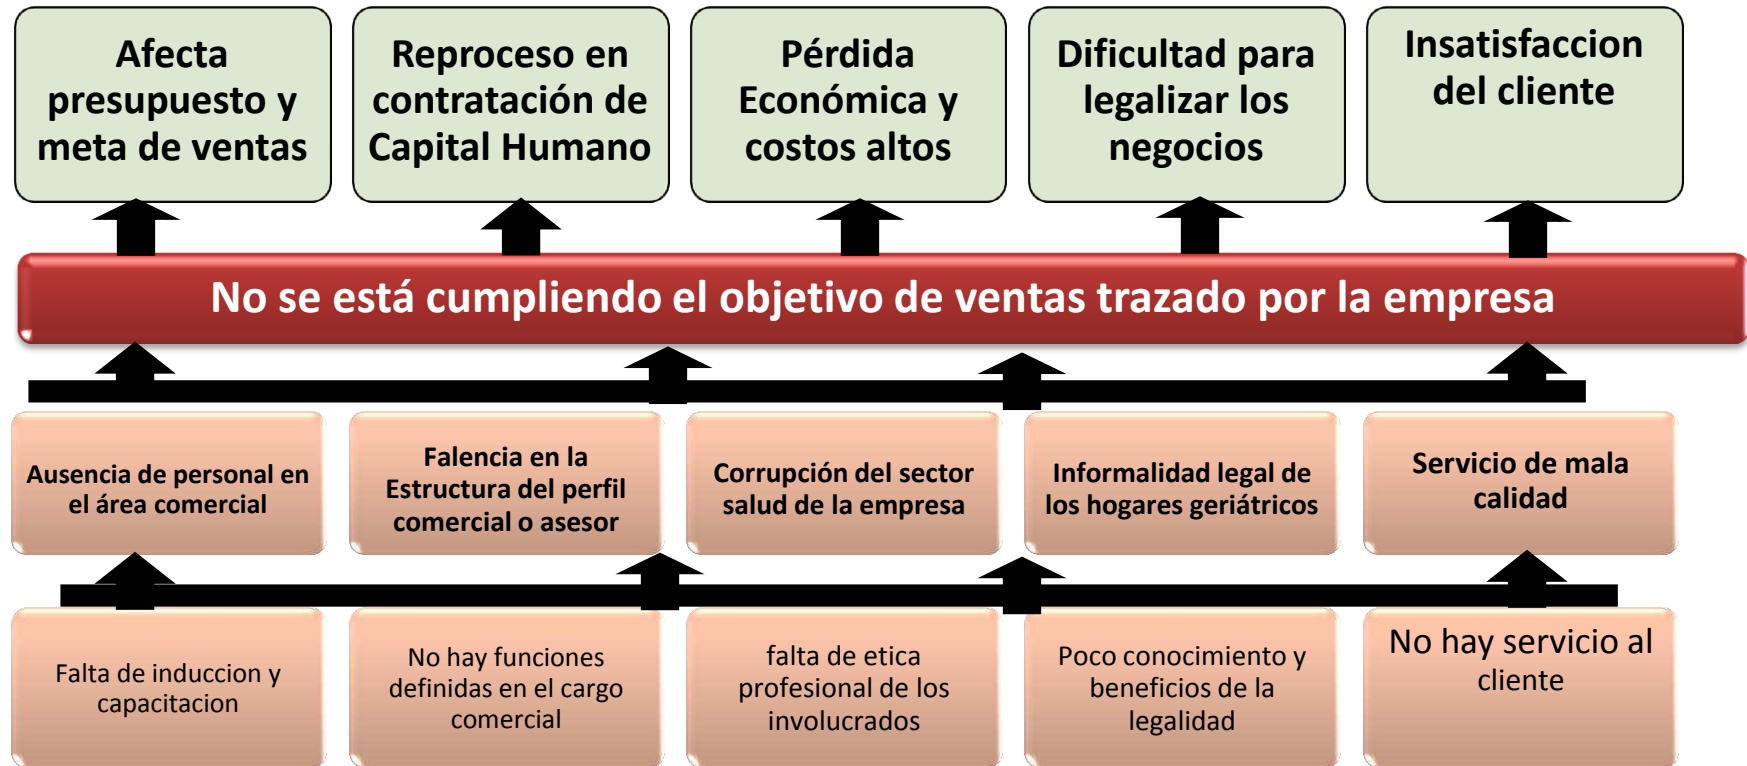 Afecta
presupuesto y
meta de ventas
Reproceso en
contratación de
Capital Humano
Pérdida
Económica y
costos altos
Dificultad para
legalizar los
negocios
Insatisfaccion
del cliente
No se está cumpliendo el objetivo de ventas trazado por la empresa
Ausencia de personal en
el área comercial
Falencia en la
Estructura del perfil
comercial o asesor
Corrupción del sector
salud de la empresa
Informalidad legal de
los hogares geriátricos
Servicio de mala
calidad
Falta de induccion y
capacitacion
No hay funciones
definidas en el cargo
comercial
falta de etica
profesional de los
involucrados
Poco conocimiento y
beneficios de la
legalidad
No hay servicio al
cliente